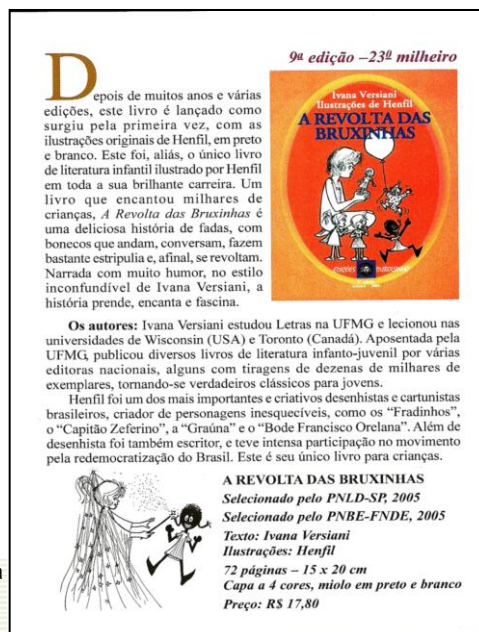 9ª edição –23º milheiro
Depois de muitos anos e várias
edições, este livro é lançado como
surgiu pela primeira vez, com as
ilustrações originais de Henfil, em preto
e branco. Este foi, aliás, o único livro
de literatura infantil ilustrado por Henfil
em toda a sua brilhante carreira. Um
livro que encantou milhares de
crianças, A Revolta das Bruxinhas é
uma deliciosa história de fadas, com
bonecos que andam, conversam, fazem
bastante estripulia e, afinal, se revoltam.
Narrada com muito humor, no estilo
inconfundível de Ivana Versiani, a
história prende, encanta e fascina.
Ivana Versiani
Ilustrações de Henfil
A REVOLTA DAS
BRUXINHAS
Os autores: Ivana Versiani estudou Letras na UFMG e lecionou nas
universidades de Wisconsin (USA) e Toronto (Canadá). Aposentada pela
UFMG, publicou diversos livros de literatura infanto-juvenil por várias
editoras nacionais, alguns com tiragens de dezenas de milhares de
exemplares, tornando-se verdadeiros clássicos para jovens.
Henfil foi um dos mais importantes e criativos desenhistas e cartunistas
brasileiros, criador de personagens inesquecíveis, como os "Fradinhos",
o "Capitão Zeferino", a "Graúna" e o "Bode Francisco Orelana". Além de
desenhista foi também escritor, e teve intensa participação no movimento
pela redemocratização do Brasil. Este é seu único livro para crianças.
A REVOLTA DAS BRUXINHAS
Selecionado pelo PNLD-SP, 2005
Selecionado pelo PNBE-FNDE, 2005
Texto: Ivana Versiani
Ilustrações: Henfil
72 páginas – 15 x 20 cm
Capa a 4 cores, miolo em preto e branco
Preço: R$ 17,80